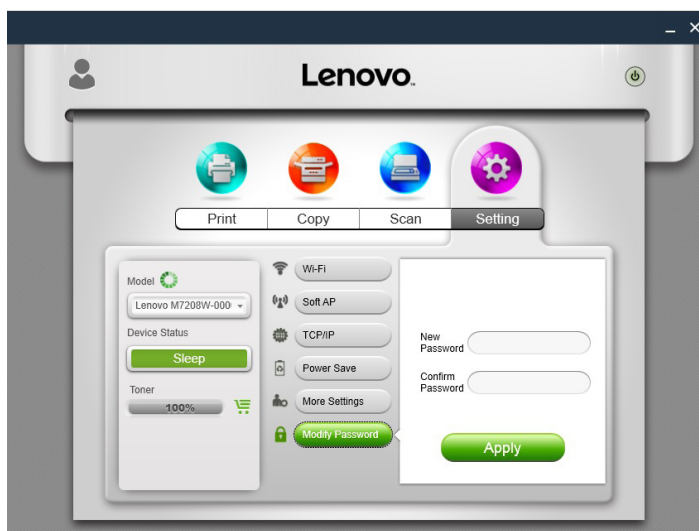 Lenovo™
Print Copy Scan Setting
Model
Lenovo M7208W-000
Device Status
Sleep
Toner
100%
Wi-Fi
Soft AP
TCP/IP
Power Save
More Settings
Modify Password
New
Password
Confirm
Password
Apply